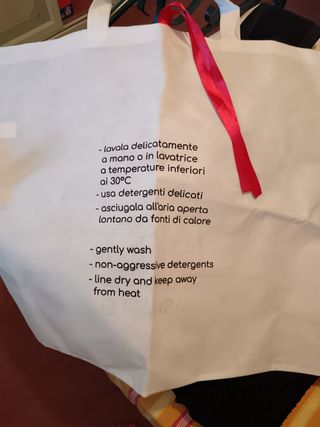 - lavala delicatamente
a mano o in lavatrice
a temperature inferiori
ai 30°C
- usa detergenti delicati
- asciugala all'aria aperta
lontano da fonti di calore
- gently wash
- non-aggressive detergents
- line dry and keep away
from heat